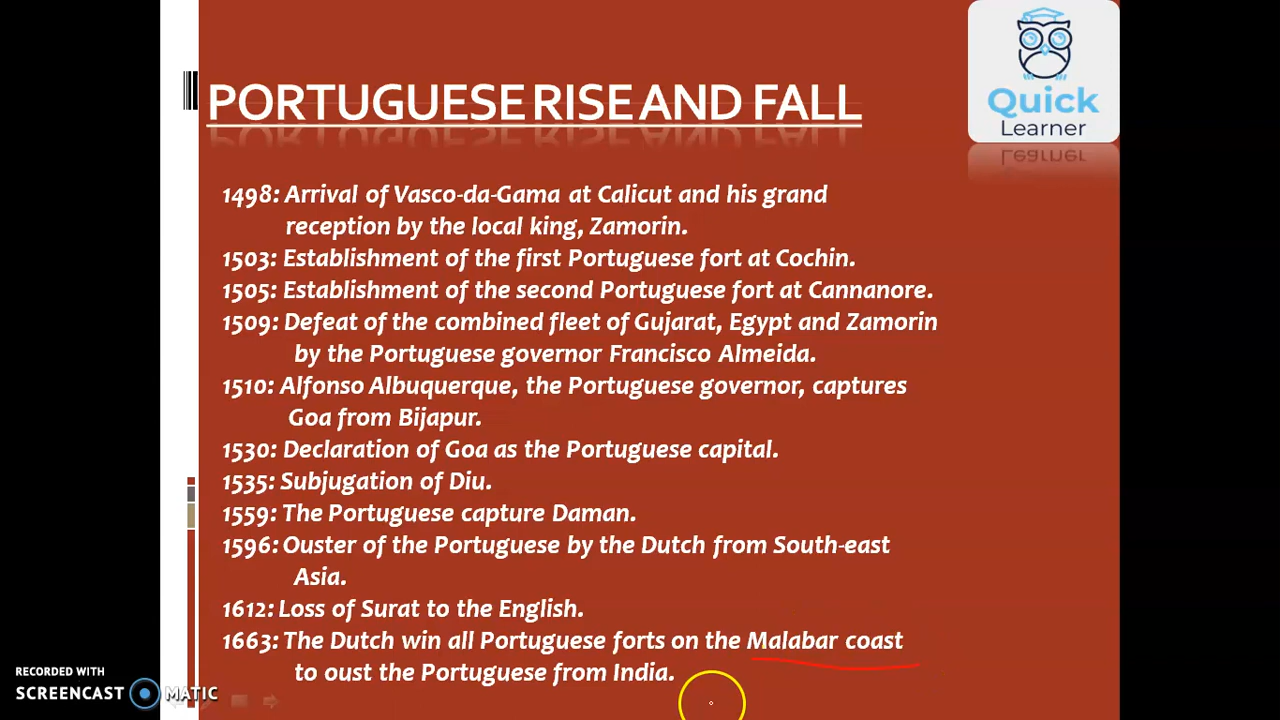 PORTUGUESE RISE AND FALL
Quick
Learner
1498: Arrival of Vasco-da-Gama at Calicut and his grand
reception by the local king, Zamorin.
1503: Establishment of the first Portuguese fort at Cochin.
1505: Establishment of the second Portuguese fort at Cannanore.
1509: Defeat of the combined fleet of Gujarat, Egypt and Zamorin
by the Portuguese governor Francisco Almeida.
1510: Alfonso Albuquerque, the Portuguese governor, captures
Goa from Bijapur.
1530: Declaration of Goa as the Portuguese capital.
1535: Subjugation of Diu.
1559: The Portuguese capture Daman.
1596: Ouster of the Portuguese by the Dutch from South-east
Asia.
1612: Loss of Surat to the English.
1663: The Dutch win all Portuguese forts on the Malabar coast
to oust the Portuguese from India.
RECORDED WITH
SCREENCAST MATIC